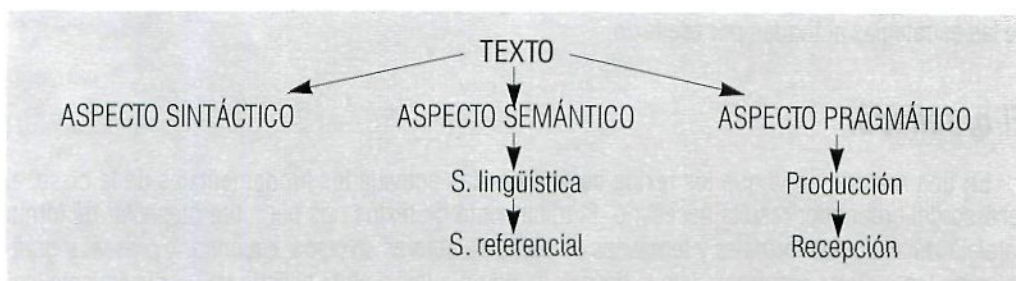 TEXTO
ASPECTO SINTÁCTICO ASPECTO SEMÁNTICO ASPECTO PRAGMÁTICO
S. lingüística Producción
S. referencial Recepción